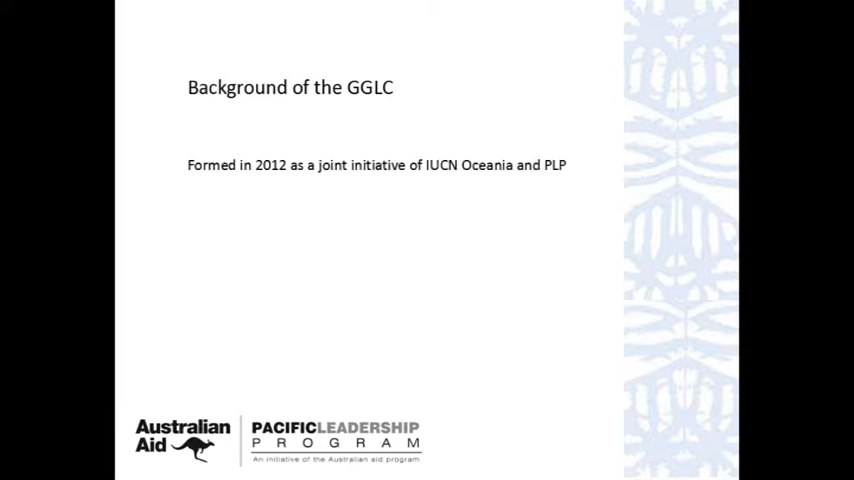 Background of the GGLC
Formed in 2012 as a joint initiative of IUCN Oceania and PLP
Australian
Aid
PACIFICLEADERSHIP
PROGRAM
An initiative of the Australian aid program